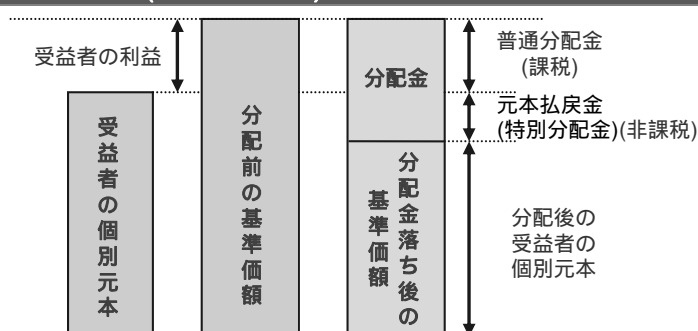 受益者の利益
普通分配金
(課税)
分配金
元本払戻金
(特別分配金)(非課税)
受益者の個別元本
分配前の基準価額
分配金落ち後の
基準価額
分配後の
受益者の
個別元本